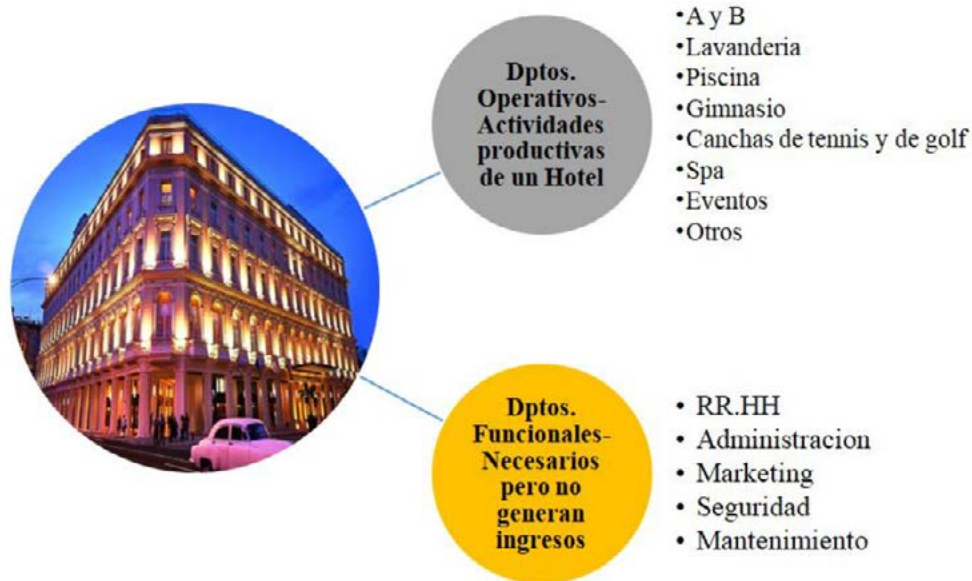 Dptos.
Operativos-
Actividades
productivas
de un Hotel
•A y B
•Lavanderia
•Piscina
•Gimnasio
•Canchas de tennis y de golf
•Spa
•Eventos
•Otros
Dptos.
Funcionales-
Necesarios
pero no
generan
ingresos
• RR.HH
• Administracion
• Marketing
• Seguridad
• Mantenimiento